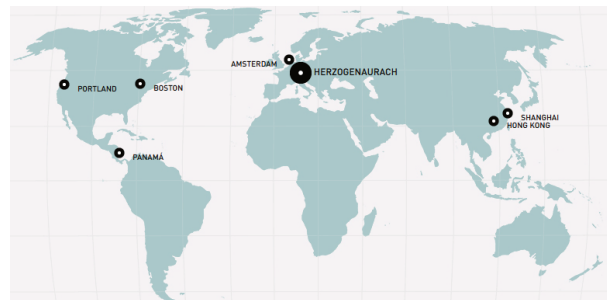 AMSTERDAM
HERZOGENAURACH
PORTLAND
BOSTON
SHANGHAI
HONG KONG
PANAMÁ